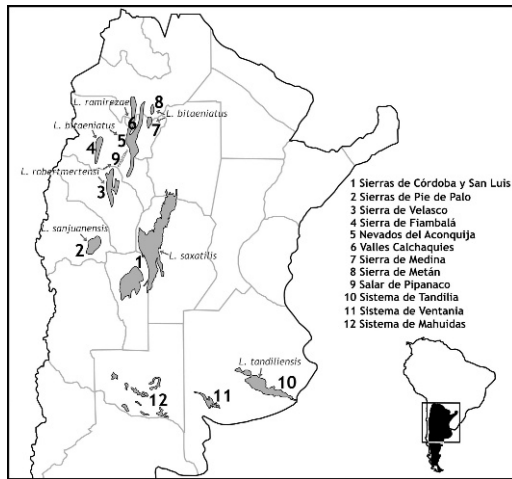 8
L. ramirezae
6
L. bitaeniatus
7
L. bitaeniatus
5
4
9
L. robertmertensi
3
L. sanjuanensis
2
1
L. saxatilis
1 Sierras de Córdoba y San Luis
2 Sierras de Pie de Palo
3 Sierra de Velasco
4 Sierra de Fiambalá
5 Nevados del Aconquija
6 Valles Calchaquies
7 Sierra de Medina
8 Sierra de Metán
9 Salar de Pipanaco
10 Sistema de Tandilia
11 Sistema de Ventania
12 Sistema de Mahuidas
L. tandiliensis
10
11
12